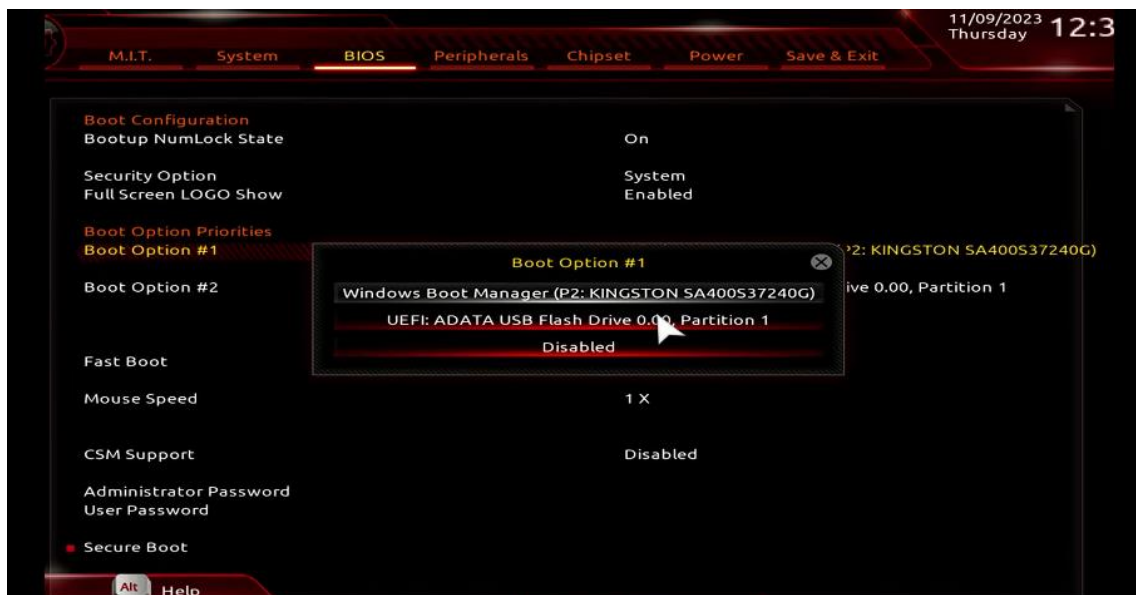 11/09/2023
Thursday
12:3
M.I.T. System BIOS Peripherals Chipset Power Save & Exit
Boot Configuration
Bootup NumLock State On
Security Option System
Full Screen LOGO Show Enabled
Boot Option Priorities
Boot Option #1 P2: KINGSTON SA400S37240G)
Boot Option #1
Boot Option #2 ive 0.00, Partition 1
Windows Boot Manager (P2: KINGSTON SA400S37240G)
UEFI: ADATA USB Flash Drive 0.00, Partition 1
Disabled
Fast Boot
Mouse Speed 1 X
CSM Support Disabled
Administrator Password
User Password
Secure Boot
Alt Help